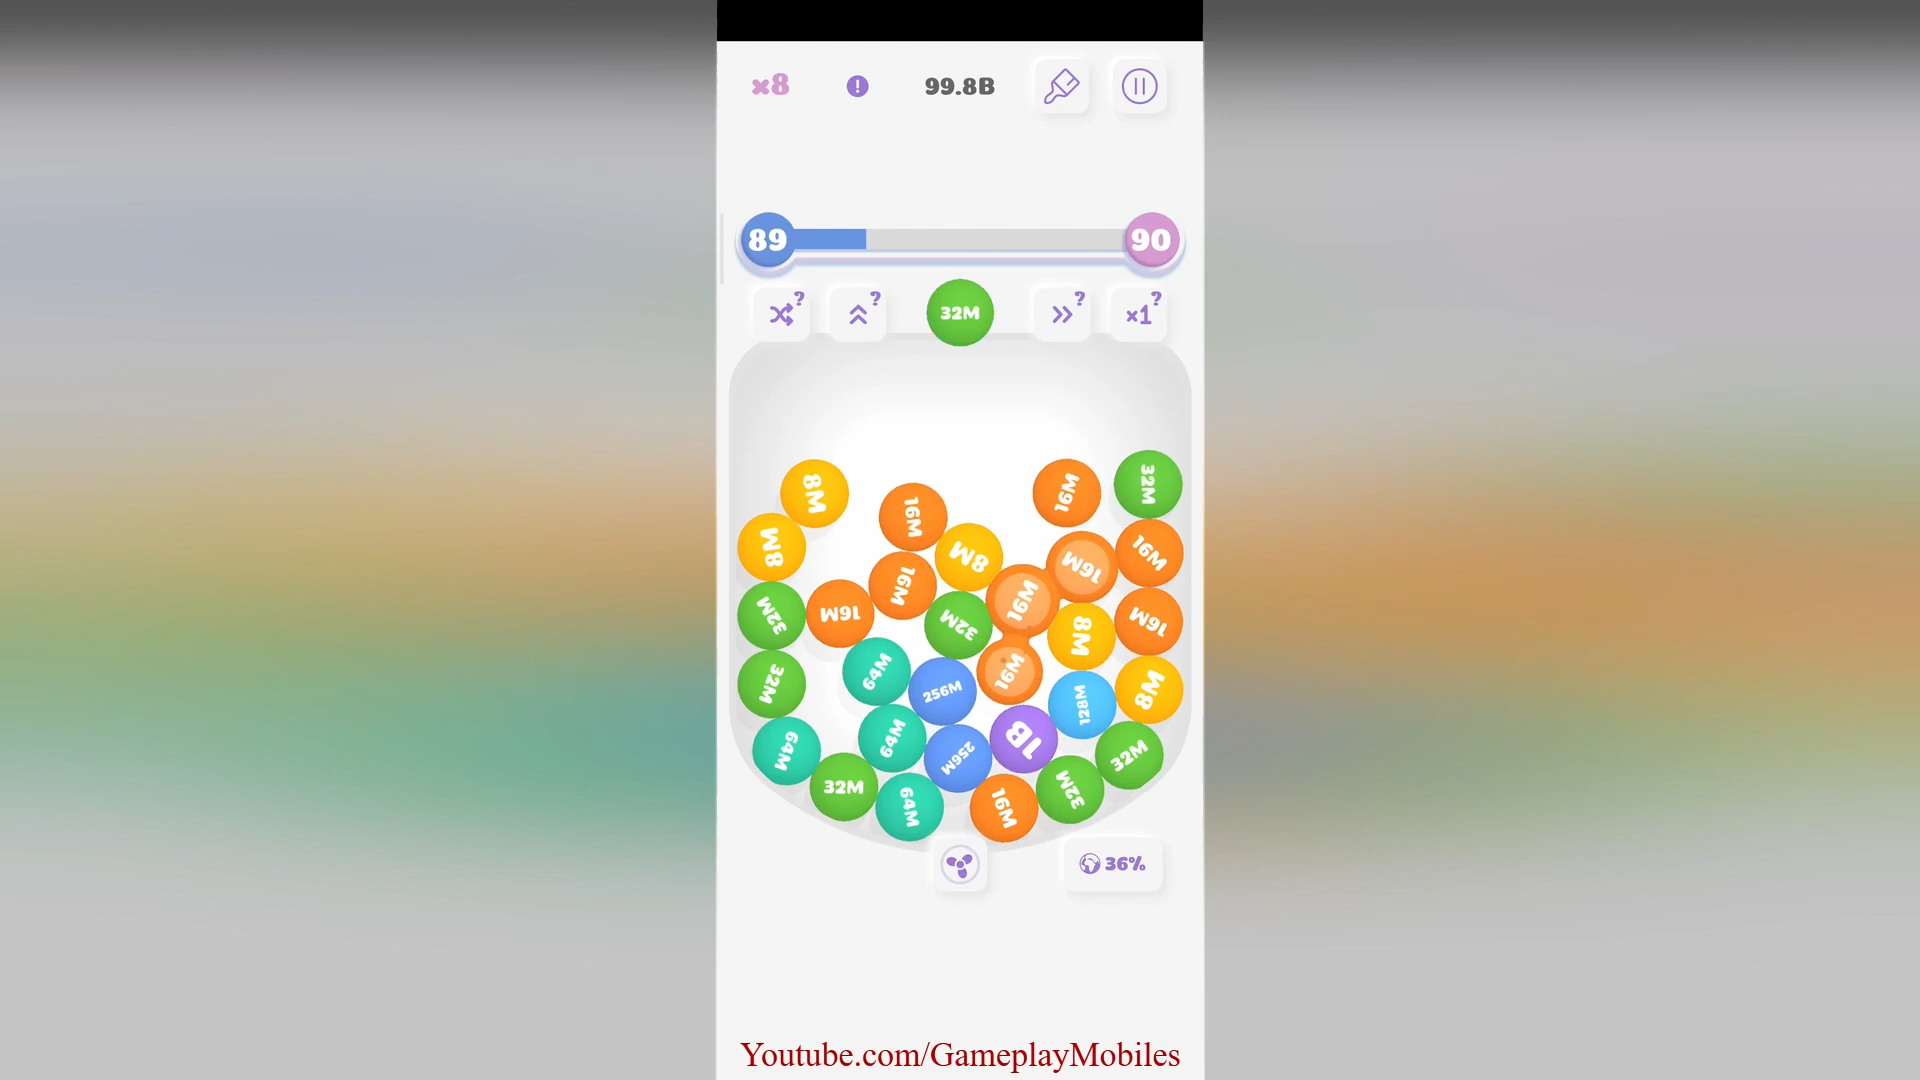 x8 ! 99.8B
89 90
? ? 32M ? x1 ?
8M 16M 16M 32M
8M 16M 8M 16M 16M
32M 16M 32M 16M 8M 16M
32M 64M 256M 16M 128M 8M
64M 64M 256M 1B 32M
32M 64M 16M 32M
36%
Youtube.com/GameplayMobiles